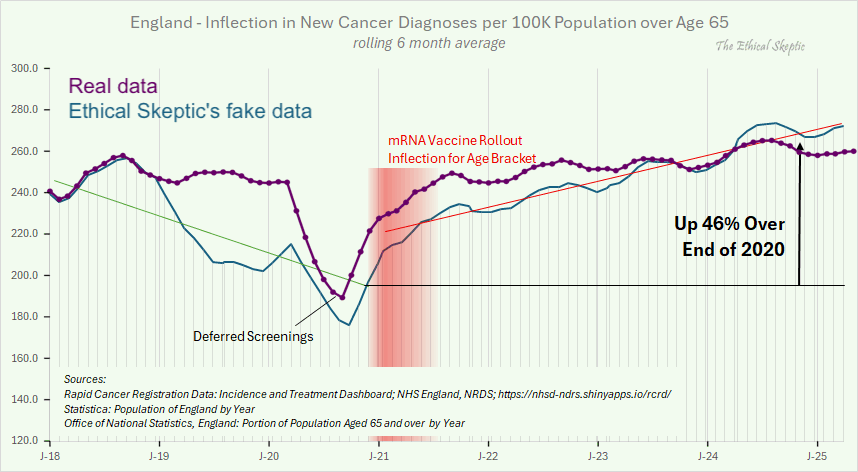 England - Inflection in New Cancer Diagnoses per 100K Population over Age 65
rolling 6 month average
The Ethical Skeptic
300.0
280.0
260.0
240.0
220.0
200.0
180.0
160.0
140.0
120.0
Real data
Ethical Skeptic's fake data
mRNA Vaccine Rollout
Inflection for Age Bracket
Up 46% Over
End of 2020
Deferred Screenings
Sources:
Rapid Cancer Registration Data: Incidence and Treatment Dashboard; NHS England, NRDS; https://nhsd-ndrs.shinyapps.io/rcrd/
Statistica: Population of England by Year
Office of National Statistics, England: Portion of Population Aged 65 and over by Year
J-18 J-19 J-20 J-21 J-22 J-23 J-24 J-25